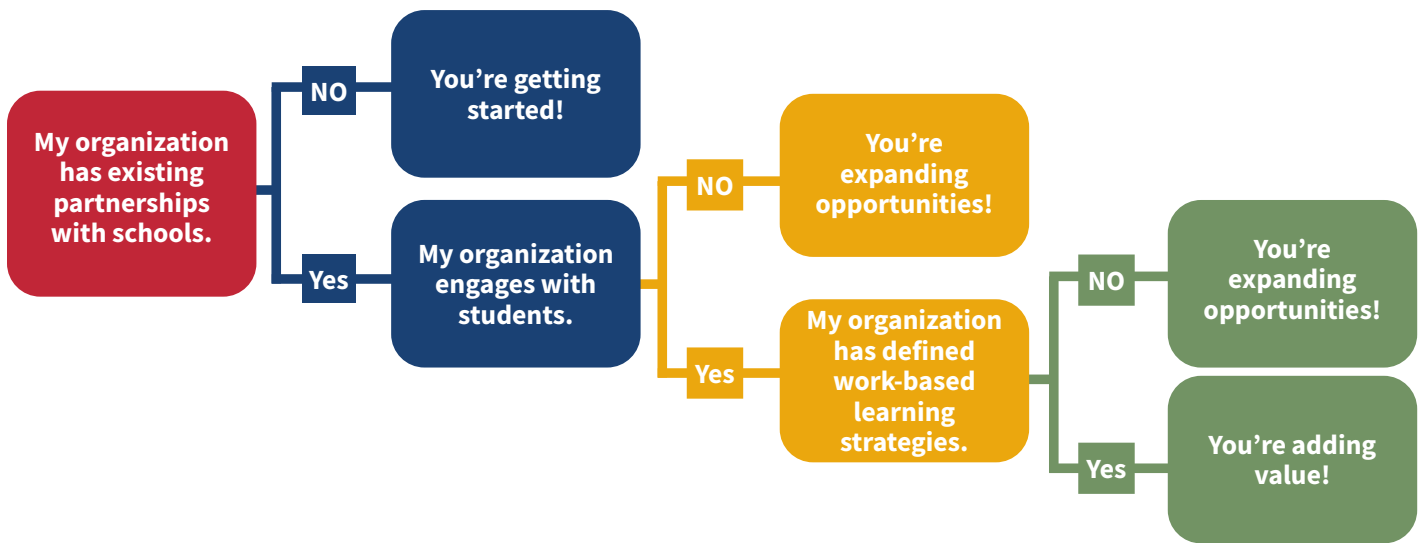 My organization
has existing
partnerships
with schools.
NO
You’re getting
started!
Yes
My organization
engages with
students.
NO
You’re
expanding
opportunities!
Yes
My organization
has defined
work-based
learning
strategies.
NO
You’re
expanding
opportunities!
Yes
You’re adding
value!